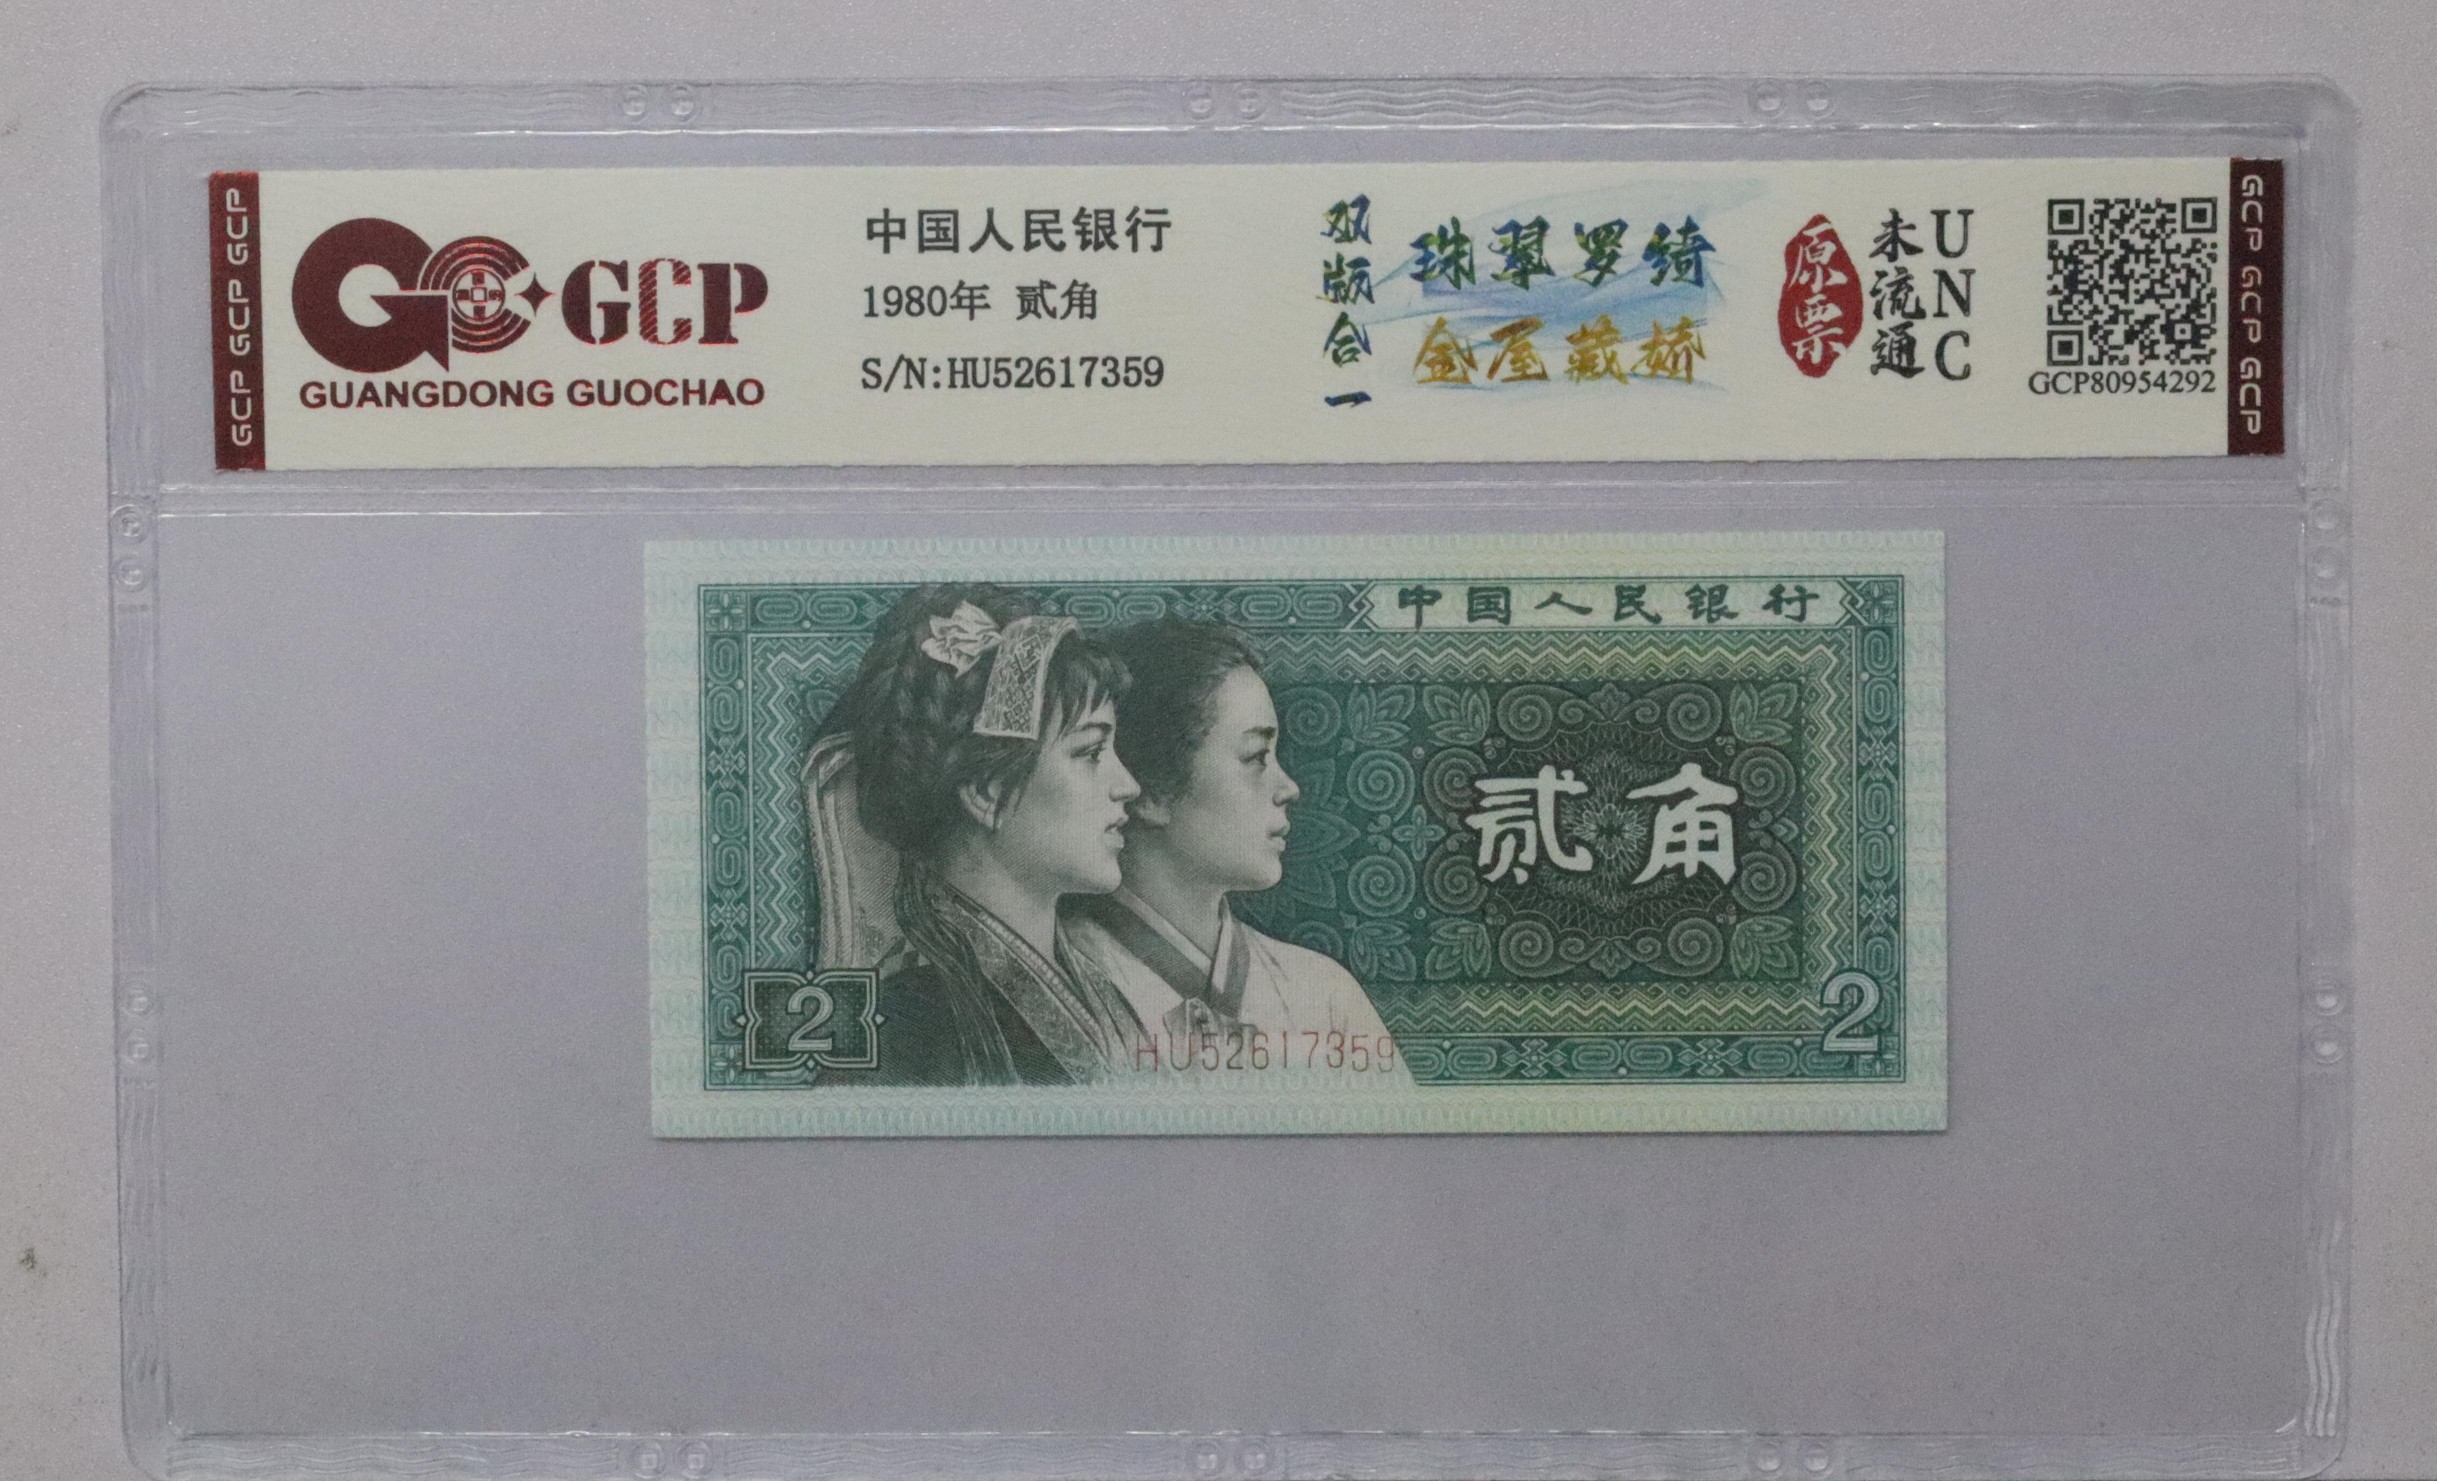 GCP GCP GCP
GCP
GUANGDONG GUOCHAO
中国人民银行
1980年 贰角
S/N:HU52617359
双版合一
珠翠罗绮
金屋藏娇
原票
未流通
UNC
GCP80954292
GCP GCP GCP
中国人民银行
贰角
2
HU52617359
2